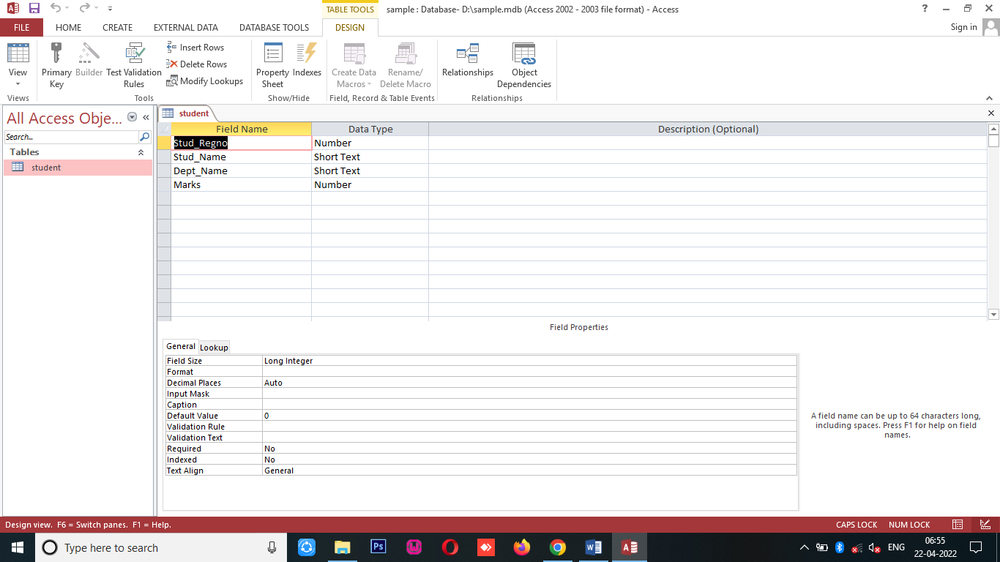 TABLE TOOLS
sample : Database- D:\sample.mdb (Access 2002 - 2003 file format) - Access
?
FILE HOME CREATE EXTERNAL DATA DATABASE TOOLS DESIGN Sign in
View
Primary Key
Builder
Test Validation Rules
Insert Rows
Delete Rows
Modify Lookups
Property Sheet
Indexes
Create Data Macros
Rename/ Delete Macro
Relationships
Object Dependencies
Views Tools Show/Hide Field, Record & Table Events Relationships
All Access Obje... «
Search...
Tables
student
student
Field Name Data Type Description (Optional)
Stud_Regno Number
Stud_Name Short Text
Dept_Name Short Text
Marks Number
Field Properties
General Lookup
Field Size Long Integer
Format
Decimal Places Auto
Input Mask
Caption
Default Value 0
Validation Rule
Validation Text
Required No
Indexed No
Text Align General
A field name can be up to 64 characters long,
including spaces. Press F1 for help on field
names.
Design view. F6 = Switch panes. F1 = Help. CAPS LOCK NUM LOCK
Type here to search
Ps
ENG
06:55
22-04-2022